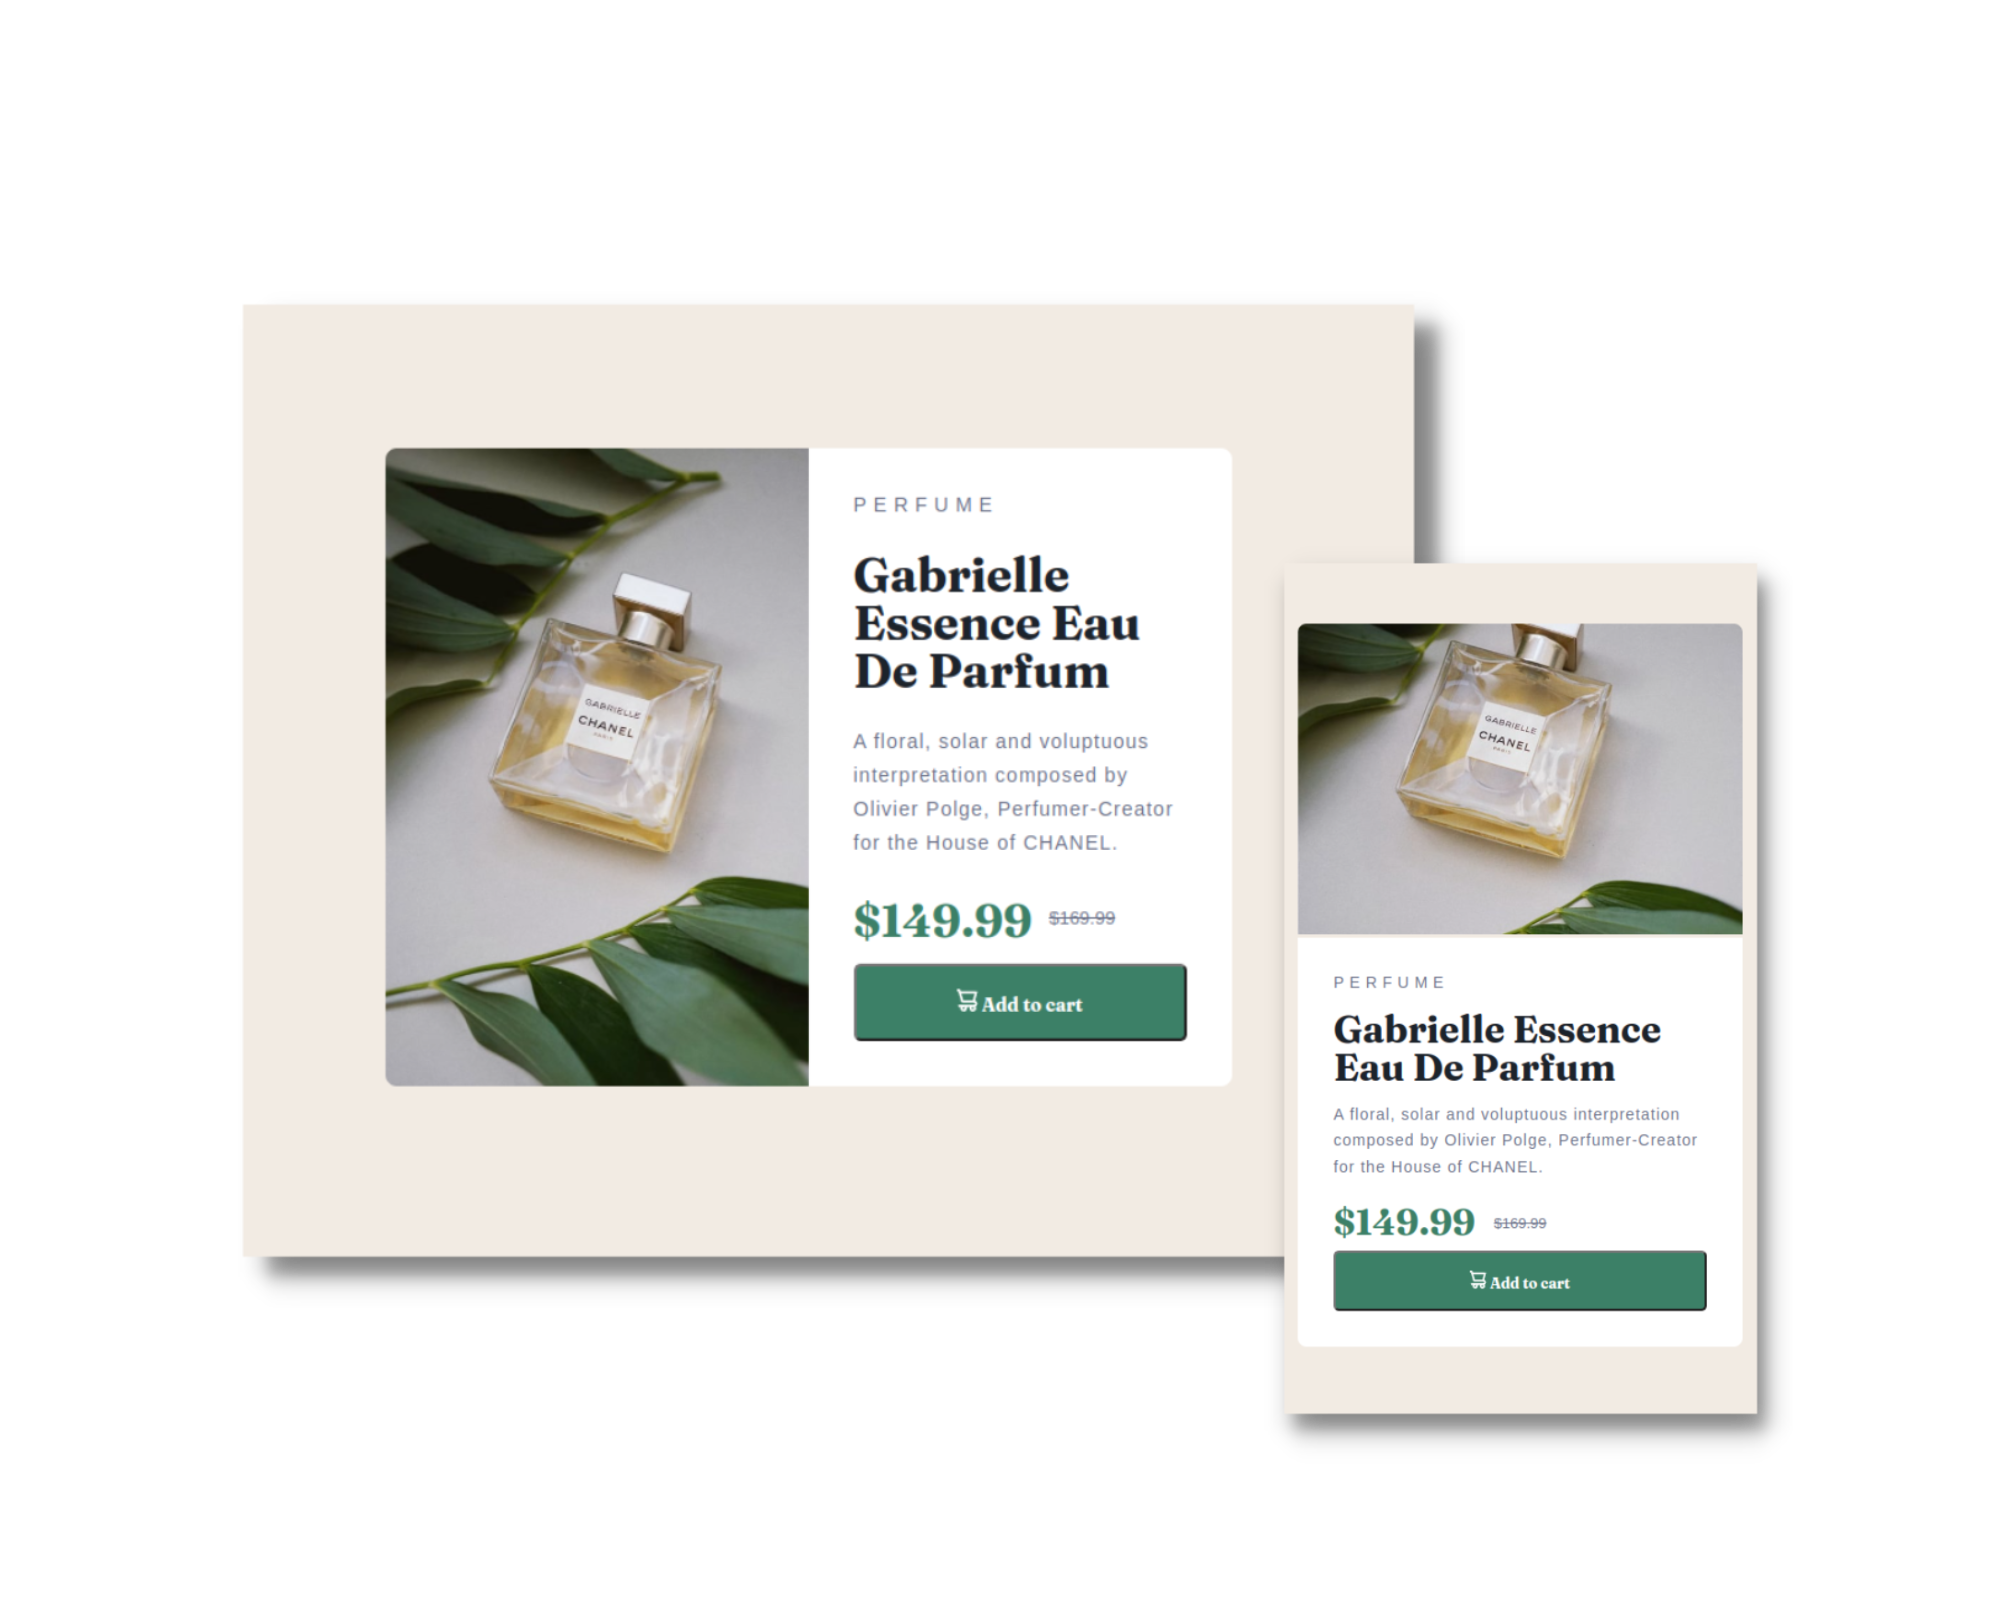 GABRIELLE
CHANEL
PARIS
PERFUME
Gabrielle
Essence Eau
De Parfum
A floral, solar and voluptuous
interpretation composed by
Olivier Polge, Perfumer-Creator
for the House of CHANEL.
$149.99 $169.99
Add to cart
GABRIELLE
CHANEL
PARIS
PERFUME
Gabrielle Essence
Eau De Parfum
A floral, solar and voluptuous interpretation
composed by Olivier Polge, Perfumer-Creator
for the House of CHANEL.
$149.99 $169.99
Add to cart